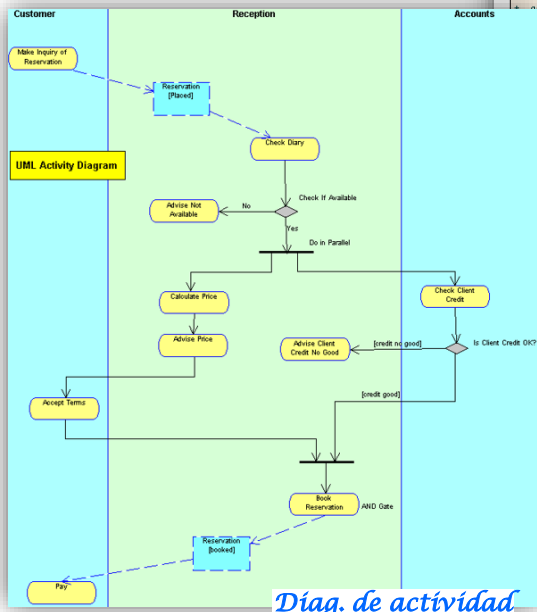 Customer
Reception
Accounts
Make Inquiry of
Reservation
Reservation
[Placed]
Check Diary
UML Activity Diagram
Check If Available
Advise Not
Available
No
Yes
Do in Parallel
Calculate Price
Check Client
Credit
Advise Price
Advise Client
Credit No Good
[credit no good]
Is Client Credit OK?
[credit good]
Accept Terms
Book
Reservation
AND Gate
Reservation
[booked]
Pay
Diag. de actividad